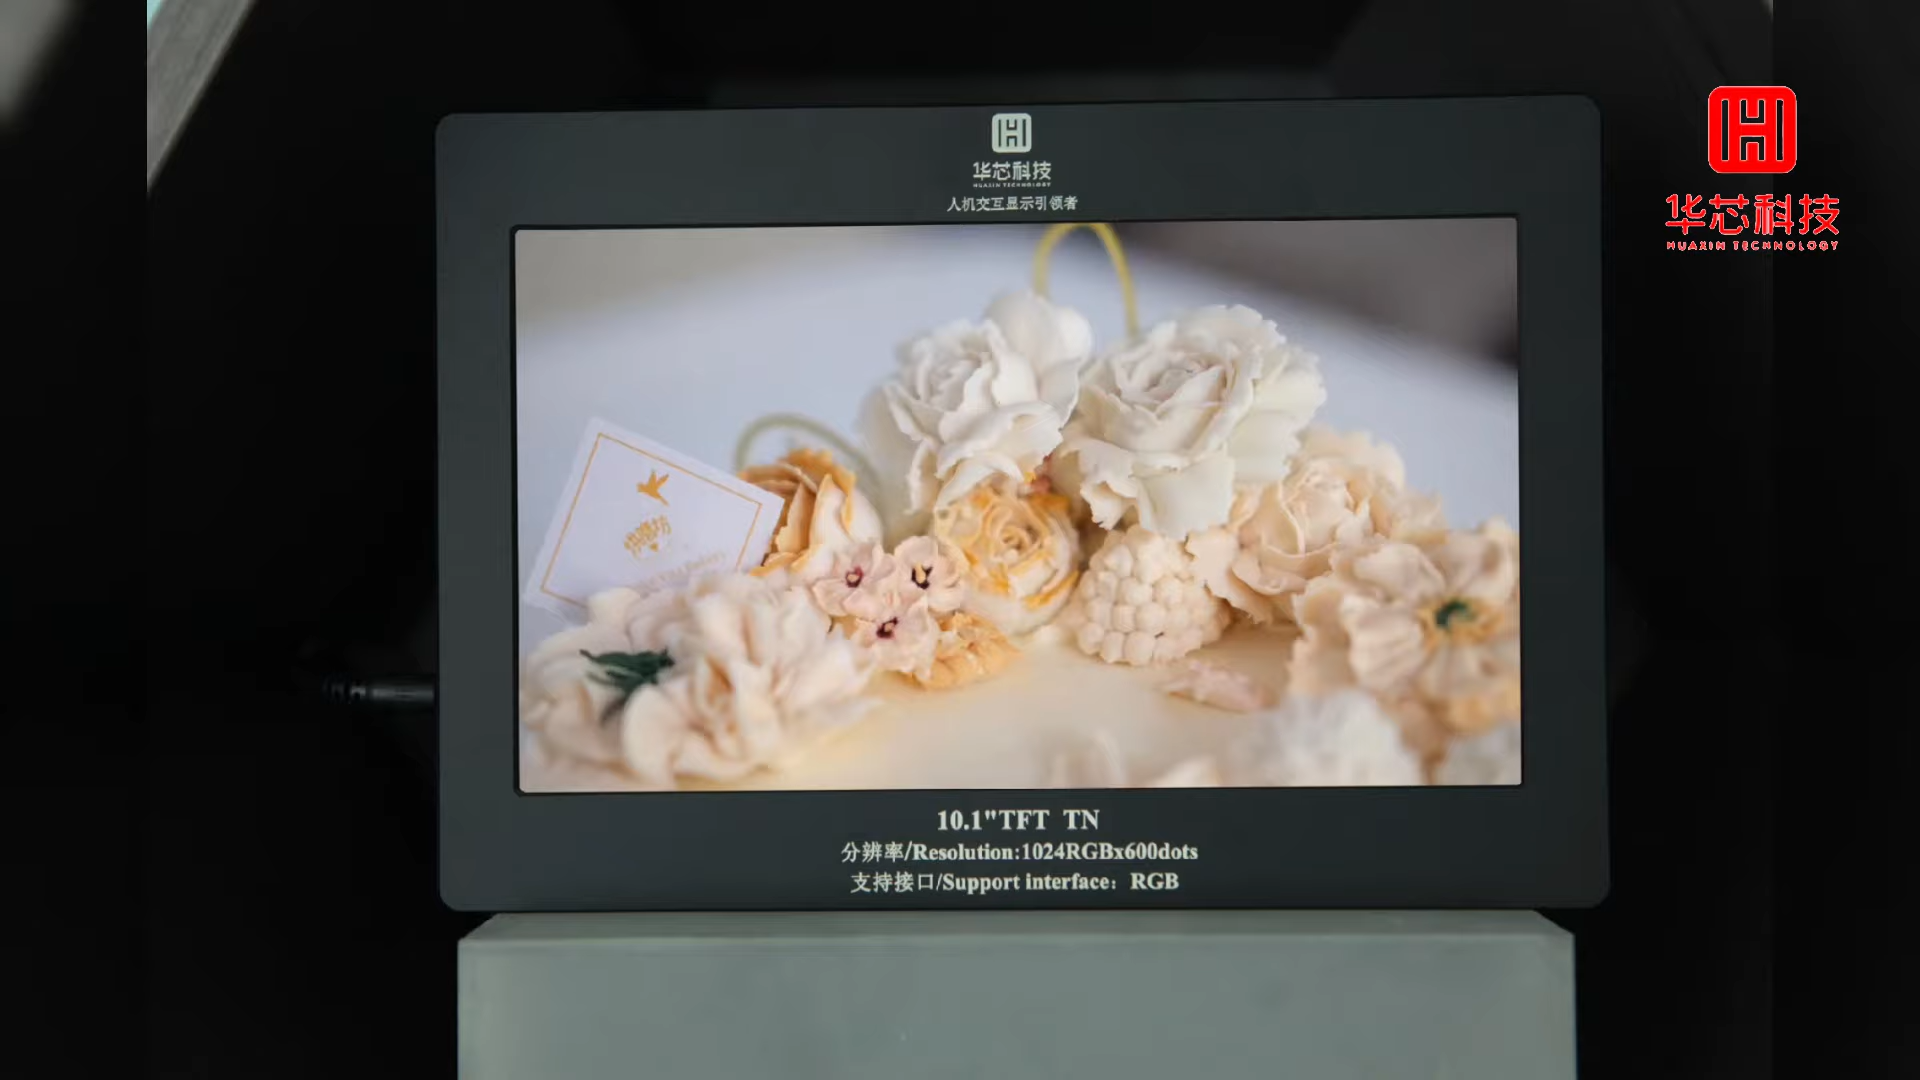 华芯科技
HUAXIN TECHNOLOGY
人机交互显示引领者
华芯科技
HUAXIN TECHNOLOGY
10.1"TFT TN
分辨率/Resolution:1024RGBx600dots
支持接口/Support interface：RGB